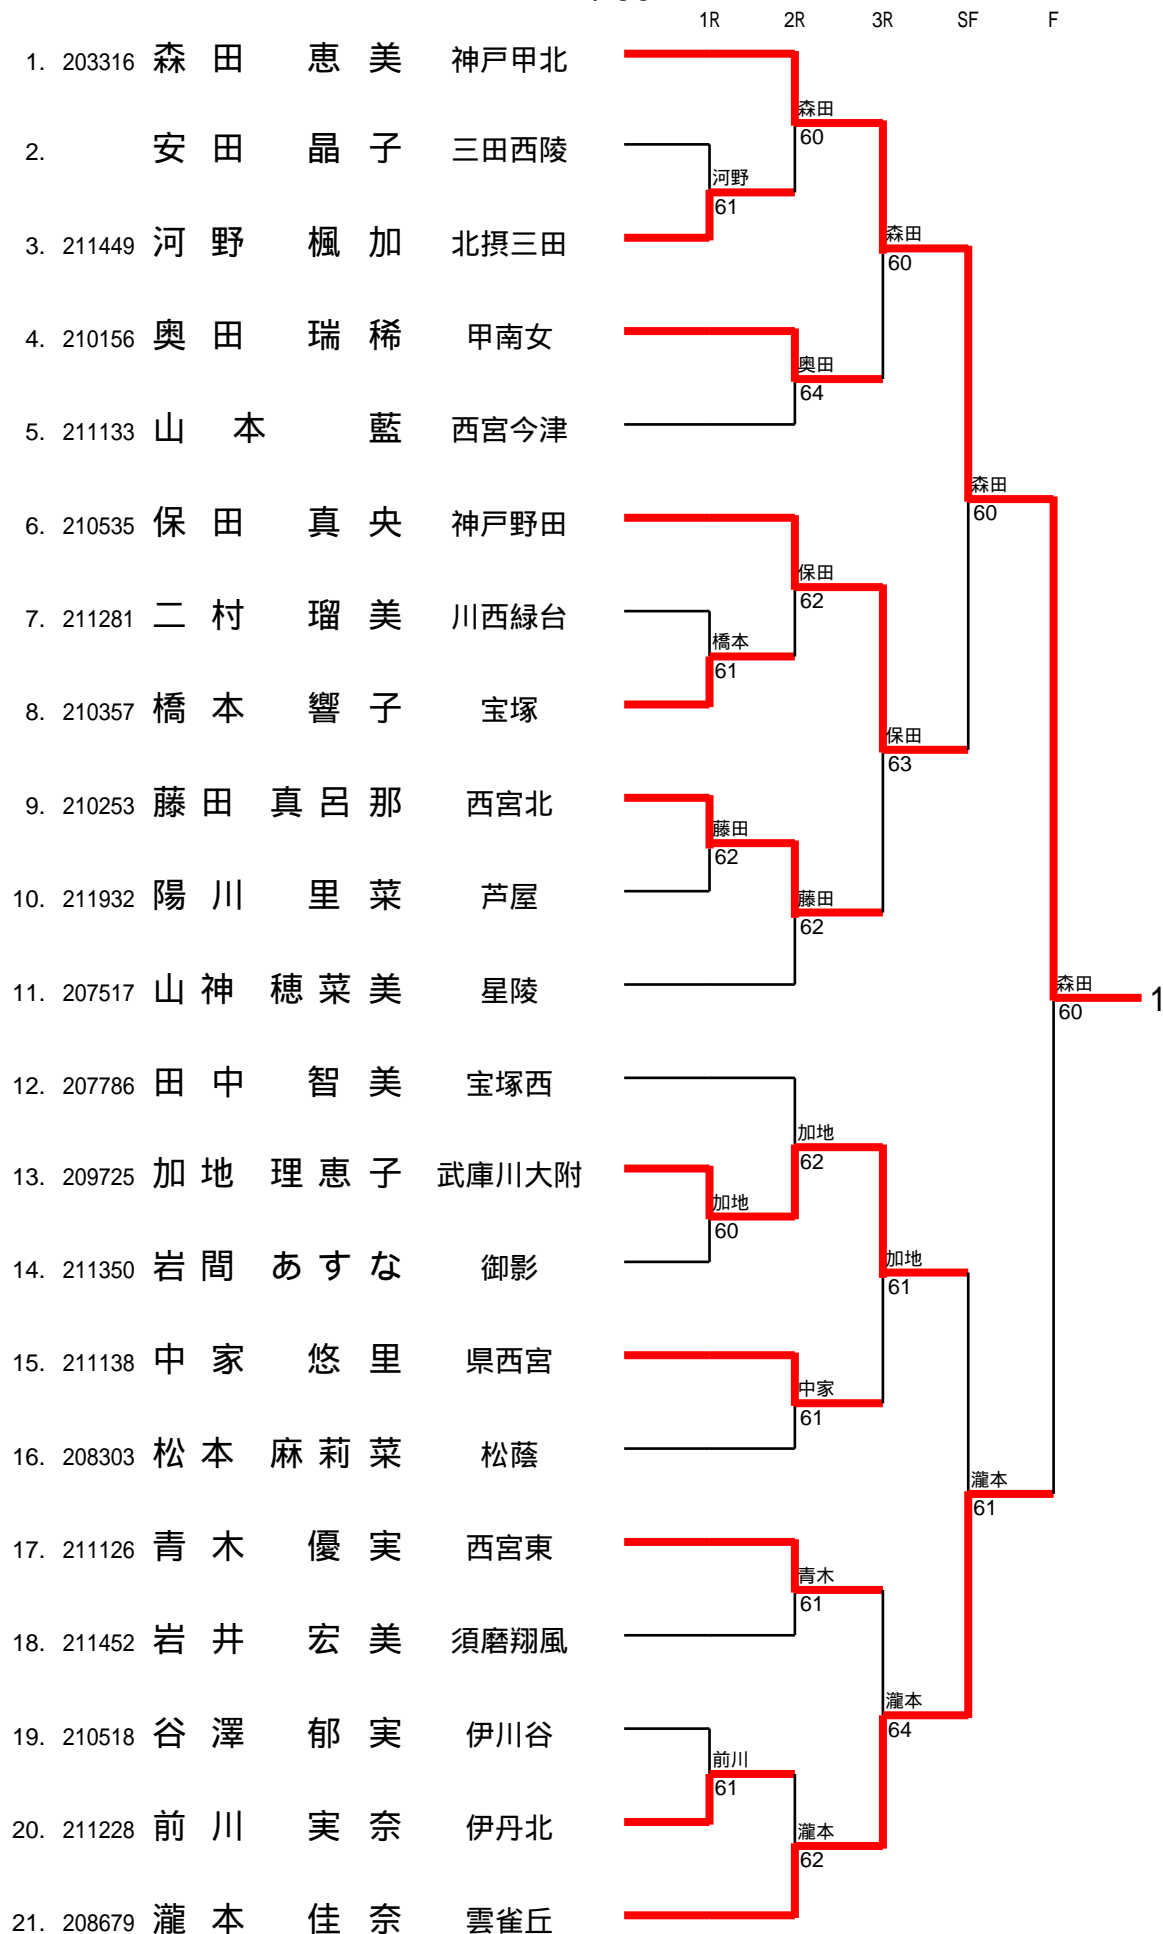 1R 2R 3R SF F
1. 203316 森田 恵美 神戸甲北
森田
60
2. 安田 晶子 三田西陵
河野
61
3. 211449 河野 楓加 北摂三田
森田
60
4. 210156 奥田 瑞稀 甲南女
奥田
64
5. 211133 山本 藍 西宮今津
森田
60
6. 210535 保田 真央 神戸野田
保田
62
7. 211281 二村 瑠美 川西緑台
橋本
61
8. 210357 橋本 響子 宝塚
保田
63
9. 210253 藤田 真呂那 西宮北
藤田
62
10. 211932 陽川 里菜 芦屋
藤田
62
11. 207517 山神 穂菜美 星陵
森田
60
1
12. 207786 田中 智美 宝塚西
加地
62
13. 209725 加地 理恵子 武庫川大附
加地
60
14. 211350 岩間 あすな 御影
加地
61
15. 211138 中家 悠里 県西宮
中家
61
16. 208303 松本 麻莉菜 松蔭
瀧本
61
17. 211126 青木 優実 西宮東
青木
61
18. 211452 岩井 宏美 須磨翔風
瀧本
64
19. 210518 谷澤 郁実 伊川谷
前川
61
20. 211228 前川 実奈 伊丹北
瀧本
62
21. 208679 瀧本 佳奈 雲雀丘